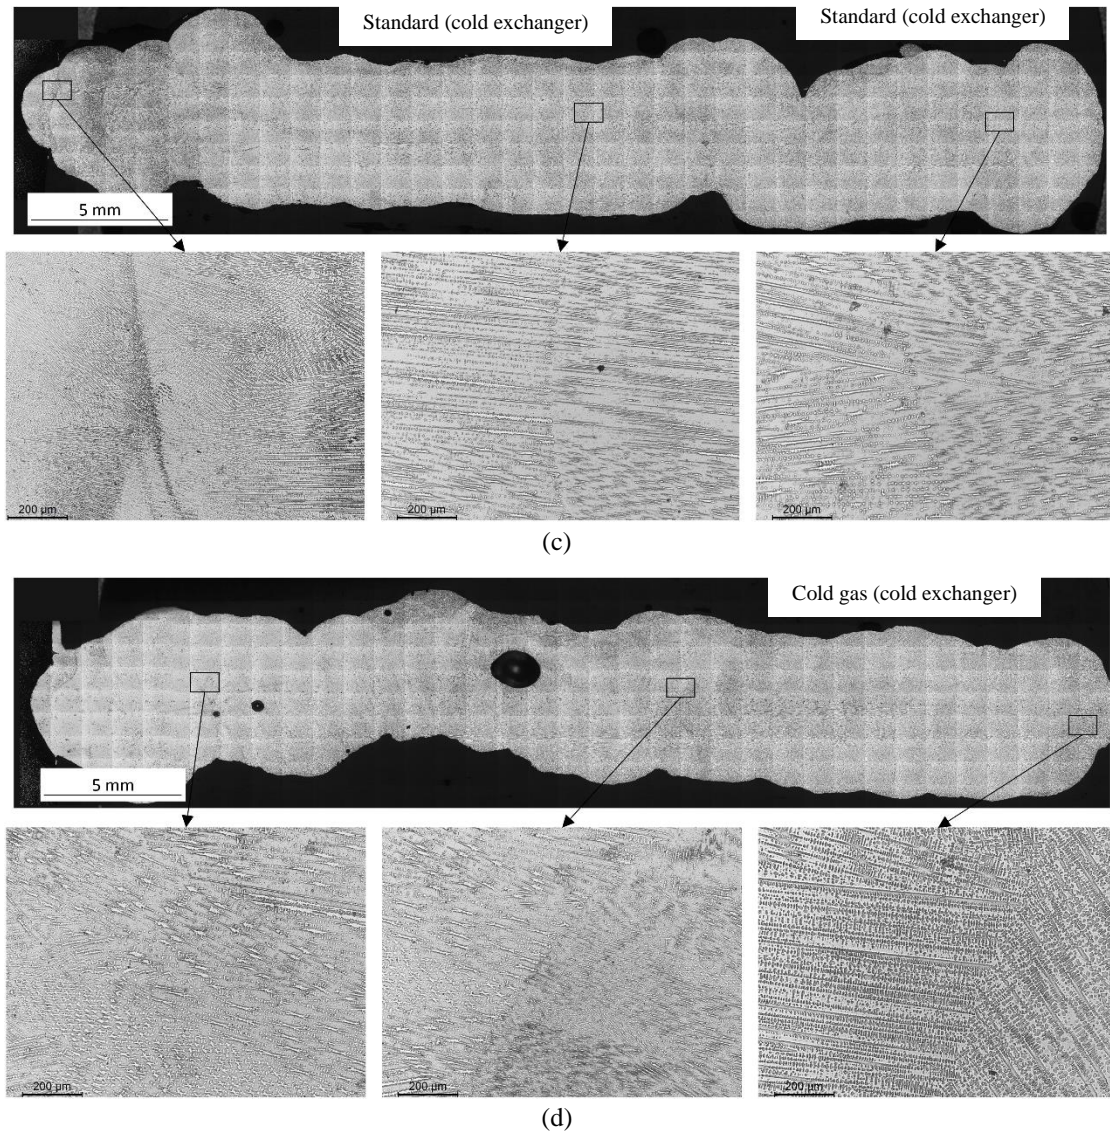 Standard (cold exchanger)
Standard (cold exchanger)
5 mm
200 µm
200 µm
200 µm
(c)
Cold gas (cold exchanger)
5 mm
200 µm
200 µm
200 µm
(d)